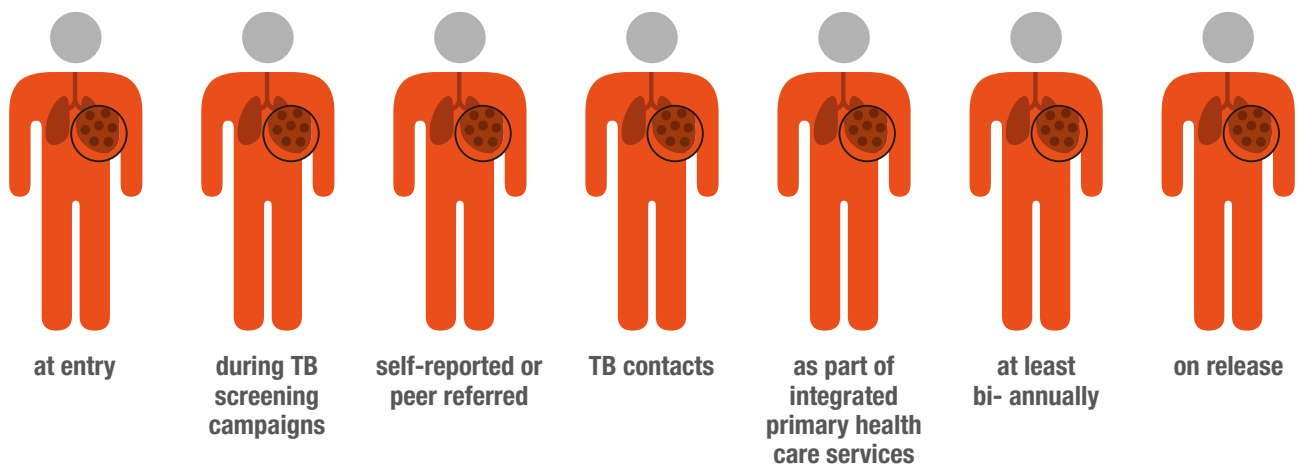 at entry
during TB
screening
campaigns
self-reported or
peer referred
TB contacts
as part of
integrated
primary health
care services
at least
bi- annually
on release